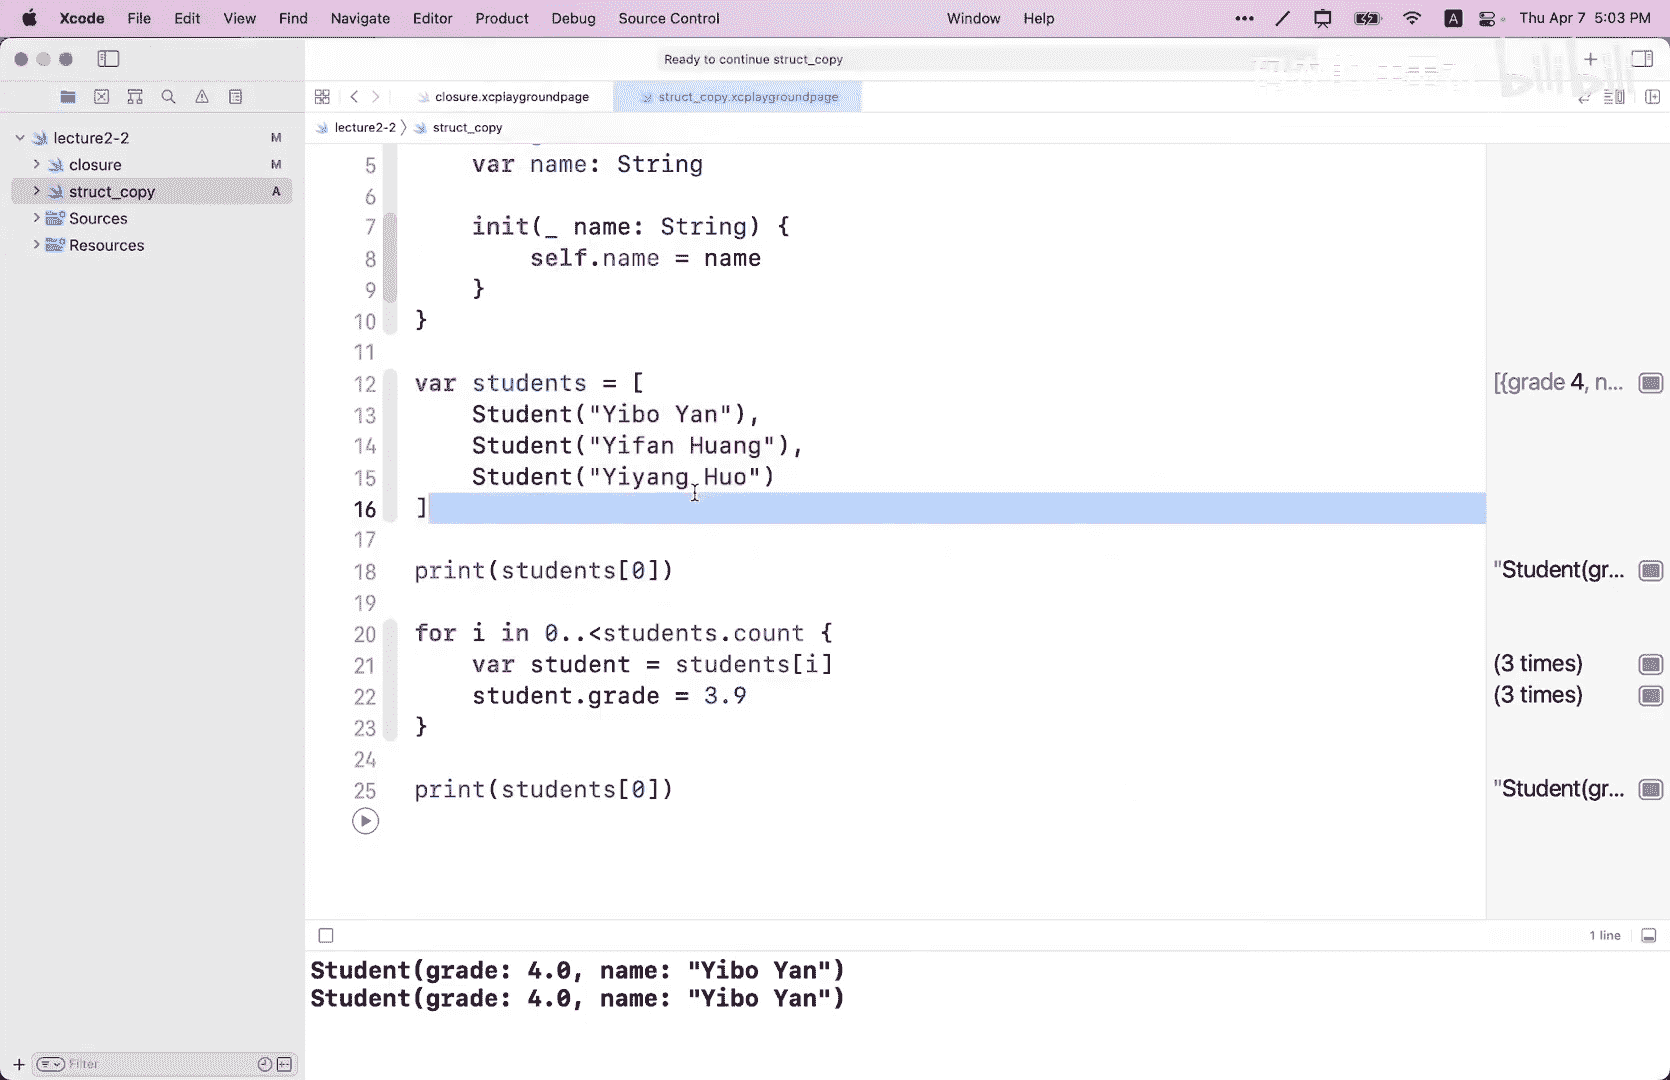 Xcode File Edit View Find Navigate Editor Product Debug Source Control Window Help A Thu Apr 7 5:03 PM
Ready to continue struct_copy
bilibili
closure.xcplaygroundpage struct_copy.xcplaygroundpage
lecture2-2 struct_copy
lecture2-2 M
closure M
struct_copy A
Sources
Resources
5 var name: String
6
7 init(_ name: String) {
8 self.name = name
9 }
10 }
11
12 var students = [ [{grade 4, n...
13 Student("Yibo Yan"),
14 Student("Yifan Huang"),
15 Student("Yiyang Huo")
16 ]
17
18 print(students[0]) "Student(gr...
19
20 for i in 0..<students.count {
21 var student = students[i] (3 times)
22 student.grade = 3.9 (3 times)
23 }
24
25 print(students[0]) "Student(gr...
1 line
Student(grade: 4.0, name: "Yibo Yan")
Student(grade: 4.0, name: "Yibo Yan")
Filter